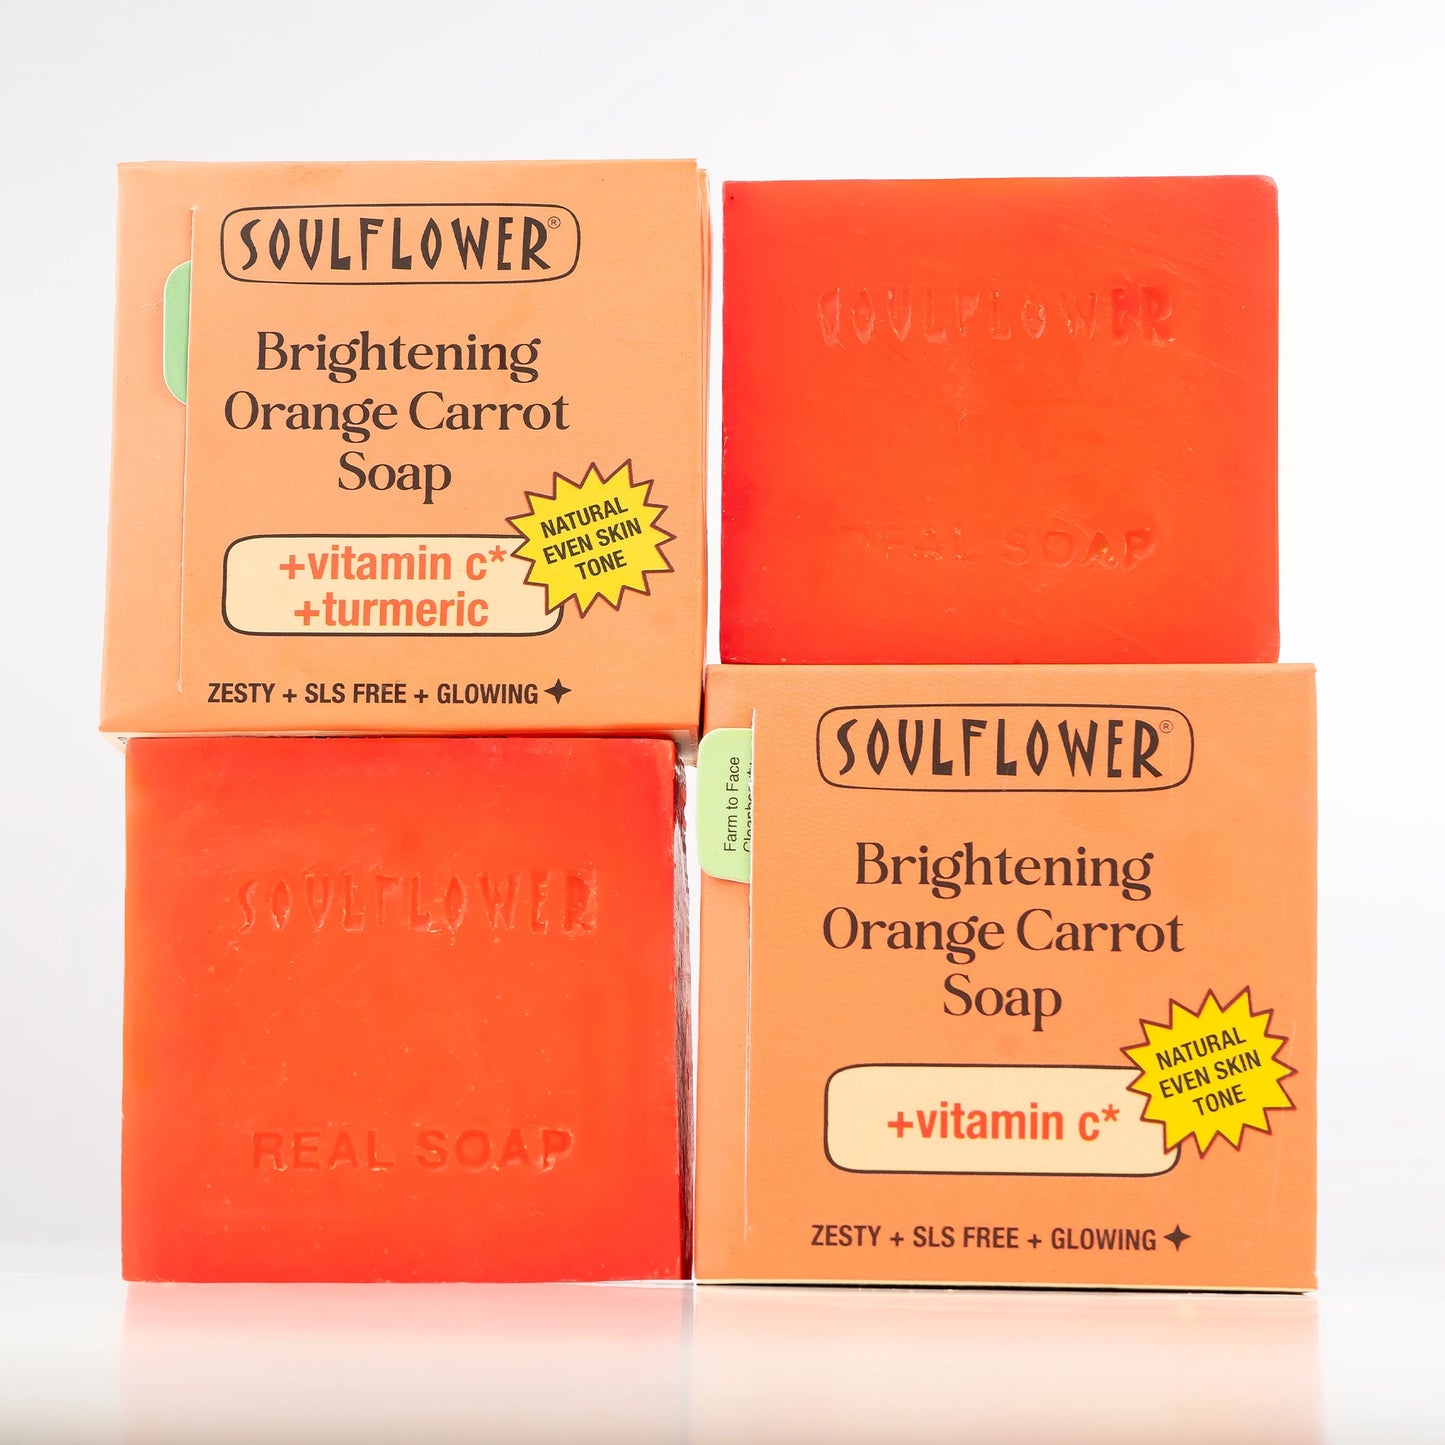 SOULFLOWER®
Brightening
Orange Carrot
Soap
+vitamin c*
+turmeric
NATURAL
EVEN SKIN
TONE
ZESTY + SLS FREE + GLOWING
SOULFLOWER
REAL SOAP
SOULFLOWER
REAL SOAP
SOULFLOWER®
Farm to Face
Brightening
Orange Carrot
Soap
+vitamin c*
NATURAL
EVEN SKIN
TONE
ZESTY + SLS FREE + GLOWING